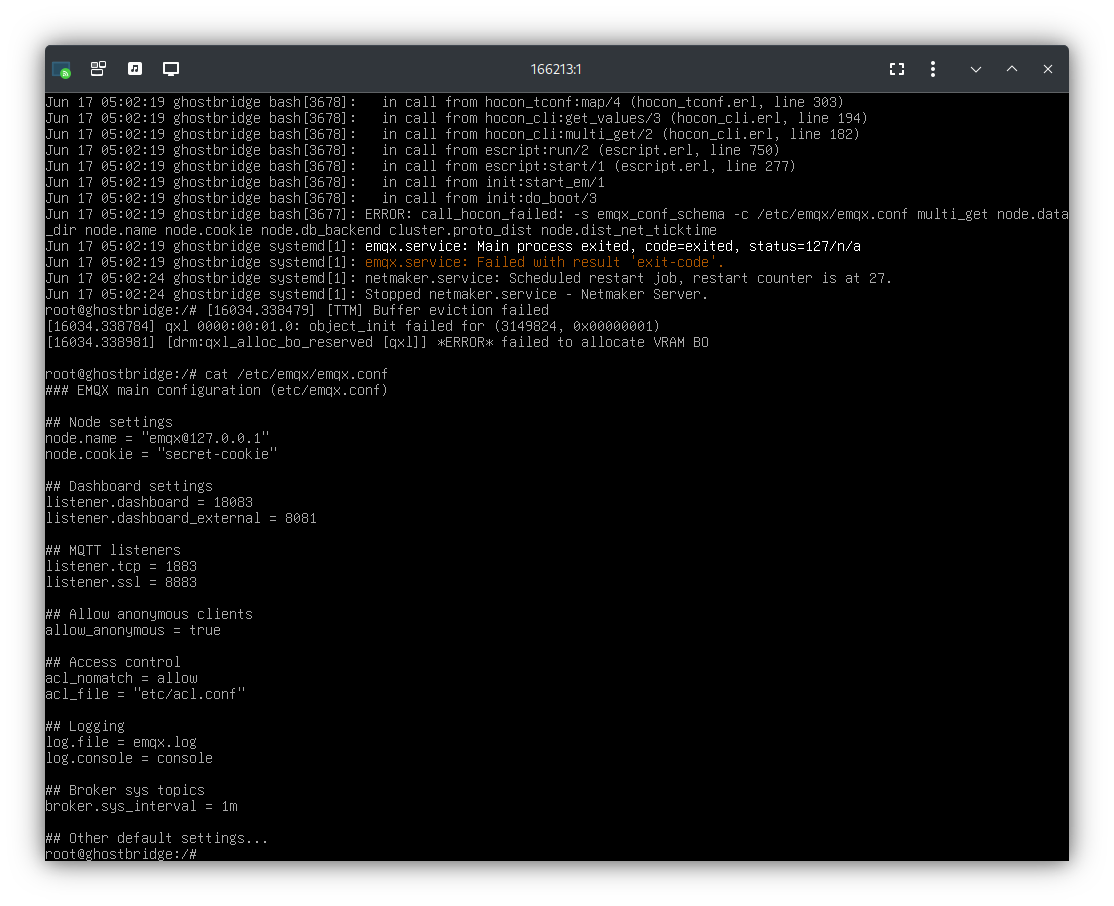 166213:1
Jun 17 05:02:19 ghostbridge bash[3678]:   in call from hocon_tconf:map/4 (hocon_tconf.erl, line 303)
Jun 17 05:02:19 ghostbridge bash[3678]:   in call from hocon_cli:get_values/3 (hocon_cli.erl, line 194)
Jun 17 05:02:19 ghostbridge bash[3678]:   in call from hocon_cli:multi_get/2 (hocon_cli.erl, line 182)
Jun 17 05:02:19 ghostbridge bash[3678]:   in call from escript:run/2 (escript.erl, line 750)
Jun 17 05:02:19 ghostbridge bash[3678]:   in call from escript:start/1 (escript.erl, line 277)
Jun 17 05:02:19 ghostbridge bash[3678]:   in call from init:start_em/1
Jun 17 05:02:19 ghostbridge bash[3678]:   in call from init:do_boot/3
Jun 17 05:02:19 ghostbridge bash[3677]: ERROR: call_hocon_failed: -s emqx_conf_schema -c /etc/emqx/emqx.conf multi_get node.data
_dir node.name node.cookie node.db_backend cluster.proto_dist node.dist_net_ticktime
Jun 17 05:02:19 ghostbridge systemd[1]: emqx.service: Main process exited, code=exited, status=127/n/a
Jun 17 05:02:19 ghostbridge systemd[1]: emqx.service: Failed with result 'exit-code'.
Jun 17 05:02:24 ghostbridge systemd[1]: netmaker.service: Scheduled restart job, restart counter is at 27.
Jun 17 05:02:24 ghostbridge systemd[1]: Stopped netmaker.service - Netmaker Server.
root@ghostbridge:/# [16034.338479] [TTM] Buffer eviction failed
[16034.338784] qxl 0000:00:01.0: object_init failed for (3149824, 0x00000001)
[16034.338981] [drm:qxl_alloc_bo_reserved [qxl]] *ERROR* failed to allocate VRAM BO
root@ghostbridge:/# cat /etc/emqx/emqx.conf
### EMQX main configuration (etc/emqx.conf)
## Node settings
node.name = "emqx@127.0.0.1"
node.cookie = "secret-cookie"
## Dashboard settings
listener.dashboard = 18083
listener.dashboard_external = 8081
## MQTT listeners
listener.tcp = 1883
listener.ssl = 8883
## Allow anonymous clients
allow_anonymous = true
## Access control
acl_nomatch = allow
acl_file = "etc/acl.conf"
## Logging
log.file = emqx.log
log.console = console
## Broker sys topics
broker.sys_interval = 1m
## Other default settings...
root@ghostbridge:/#